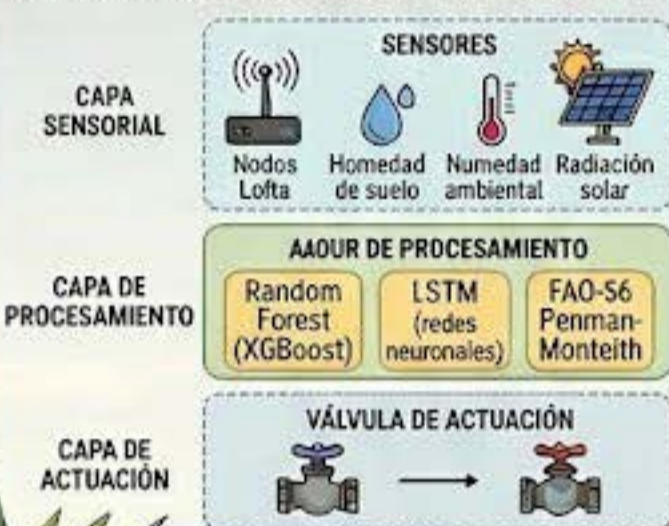 SENSORES
CAPA
SENSORIAL
Nodos
Lofta
Homedad
de suelo
Numedad
ambiental
Radiación
solar
AAOUR DE PROCESAMIENTO
CAPA DE
PROCESAMIENTO
Random
Forest
(XGBoost)
LSTM
(redes
neuronales)
FAO-S6
Penman-
Monteith
VÁLVULA DE ACTUACIÓN
CAPA DE
ACTUACIÓN